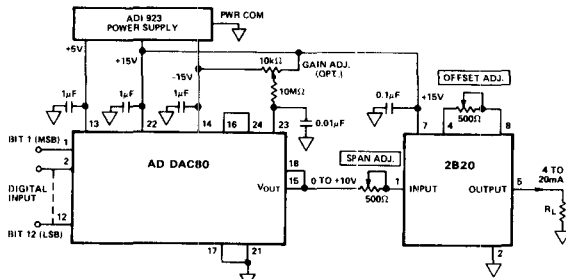 ADI 923
POWER SUPPLY
PWR COM
+5V
+15V
-15V
10kΩ
GAIN ADJ.
(OPT.)
10MΩ
1μF
1μF
1μF
0.01μF
0.1μF
+15V
OFFSET ADJ.
500Ω
13
22
14
16
24
23
7
4
8
BIT 1 (MSB)
1
2
DIGITAL
INPUT
12
BIT 12 (LSB)
AD DAC80
18
15
VOUT
0 TO +10V
SPAN ADJ.
500Ω
1
INPUT
2B20
OUTPUT
5
4 TO
20mA
RL
17
21
2